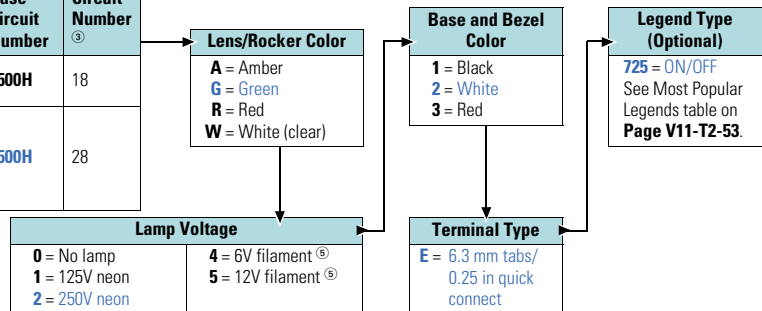 Circuit
Number
Number
③
500H
18
500H
28
Lens/Rocker Color
A = Amber
G = Green
R = Red
W = White (clear)
Base and Bezel
Color
1 = Black
2 = White
3 = Red
Legend Type
(Optional)
725 = ON/OFF
See Most Popular
Legends table on
Page V11-T2-53.
Lamp Voltage
0 = No lamp
1 = 125V neon
2 = 250V neon
4 = 6V filament ⑤
5 = 12V filament ⑤
Terminal Type
E = 6.3 mm tabs/
0.25 in quick
connect